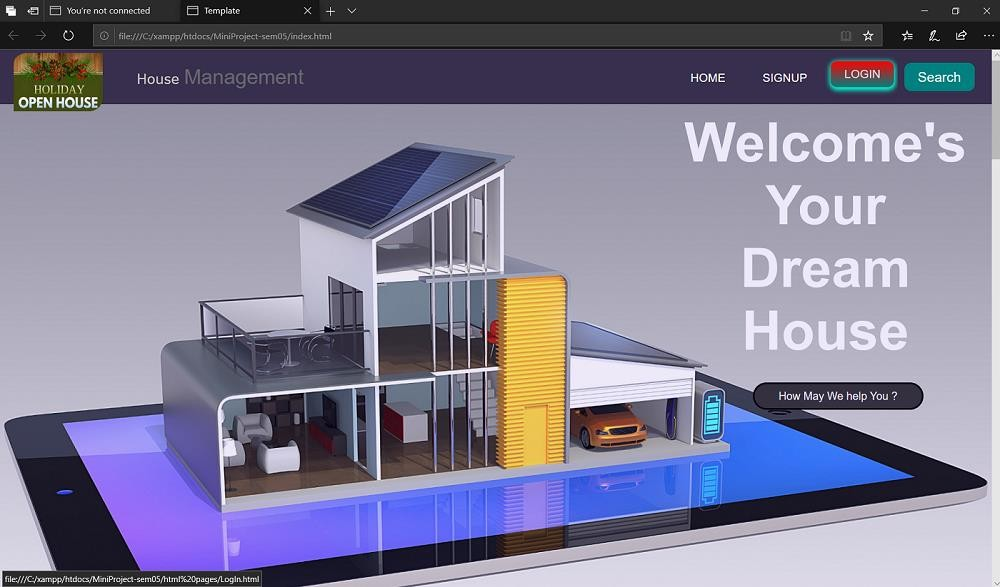 You're not connected
Template
file:///C:/xampp/htdocs/MiniProject-sem05/index.html
HOLIDAY
OPEN HOUSE
House Management
HOME
SIGNUP
LOGIN
Search
Welcome's
Your
Dream
House
How May We help You ?
file:///C:/xampp/htdocs/MiniProject-sem05/html%20pages/LogIn.html